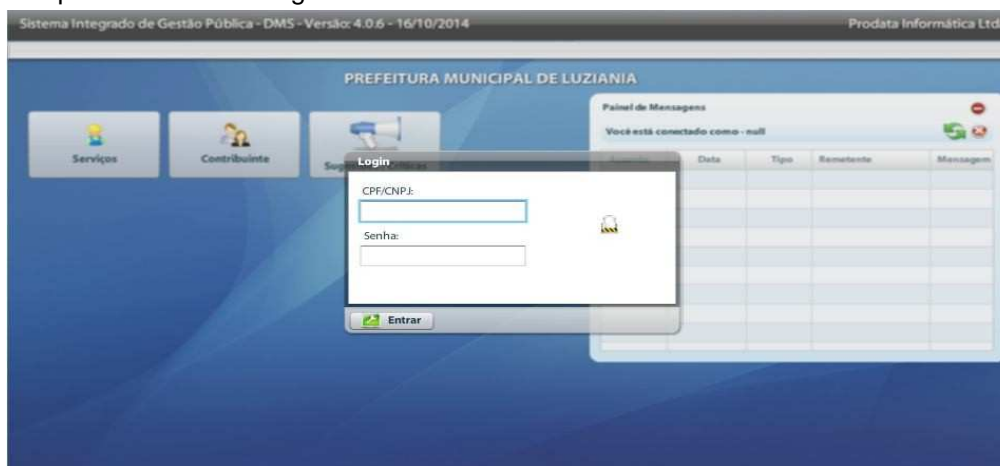 Sistema Integrado de Gestão Pública - DMS - Versão: 4.0.6 - 16/10/2014
Prodata Informática Ltd
PREFEITURA MUNICIPAL DE LUZIANIA
Serviços
Contribuinte
Painel de Mensagens
Você está conectado como - null
Data Tipo Remetente Mensagem
Login
CPF/CNPJ:
Senha:
Entrar